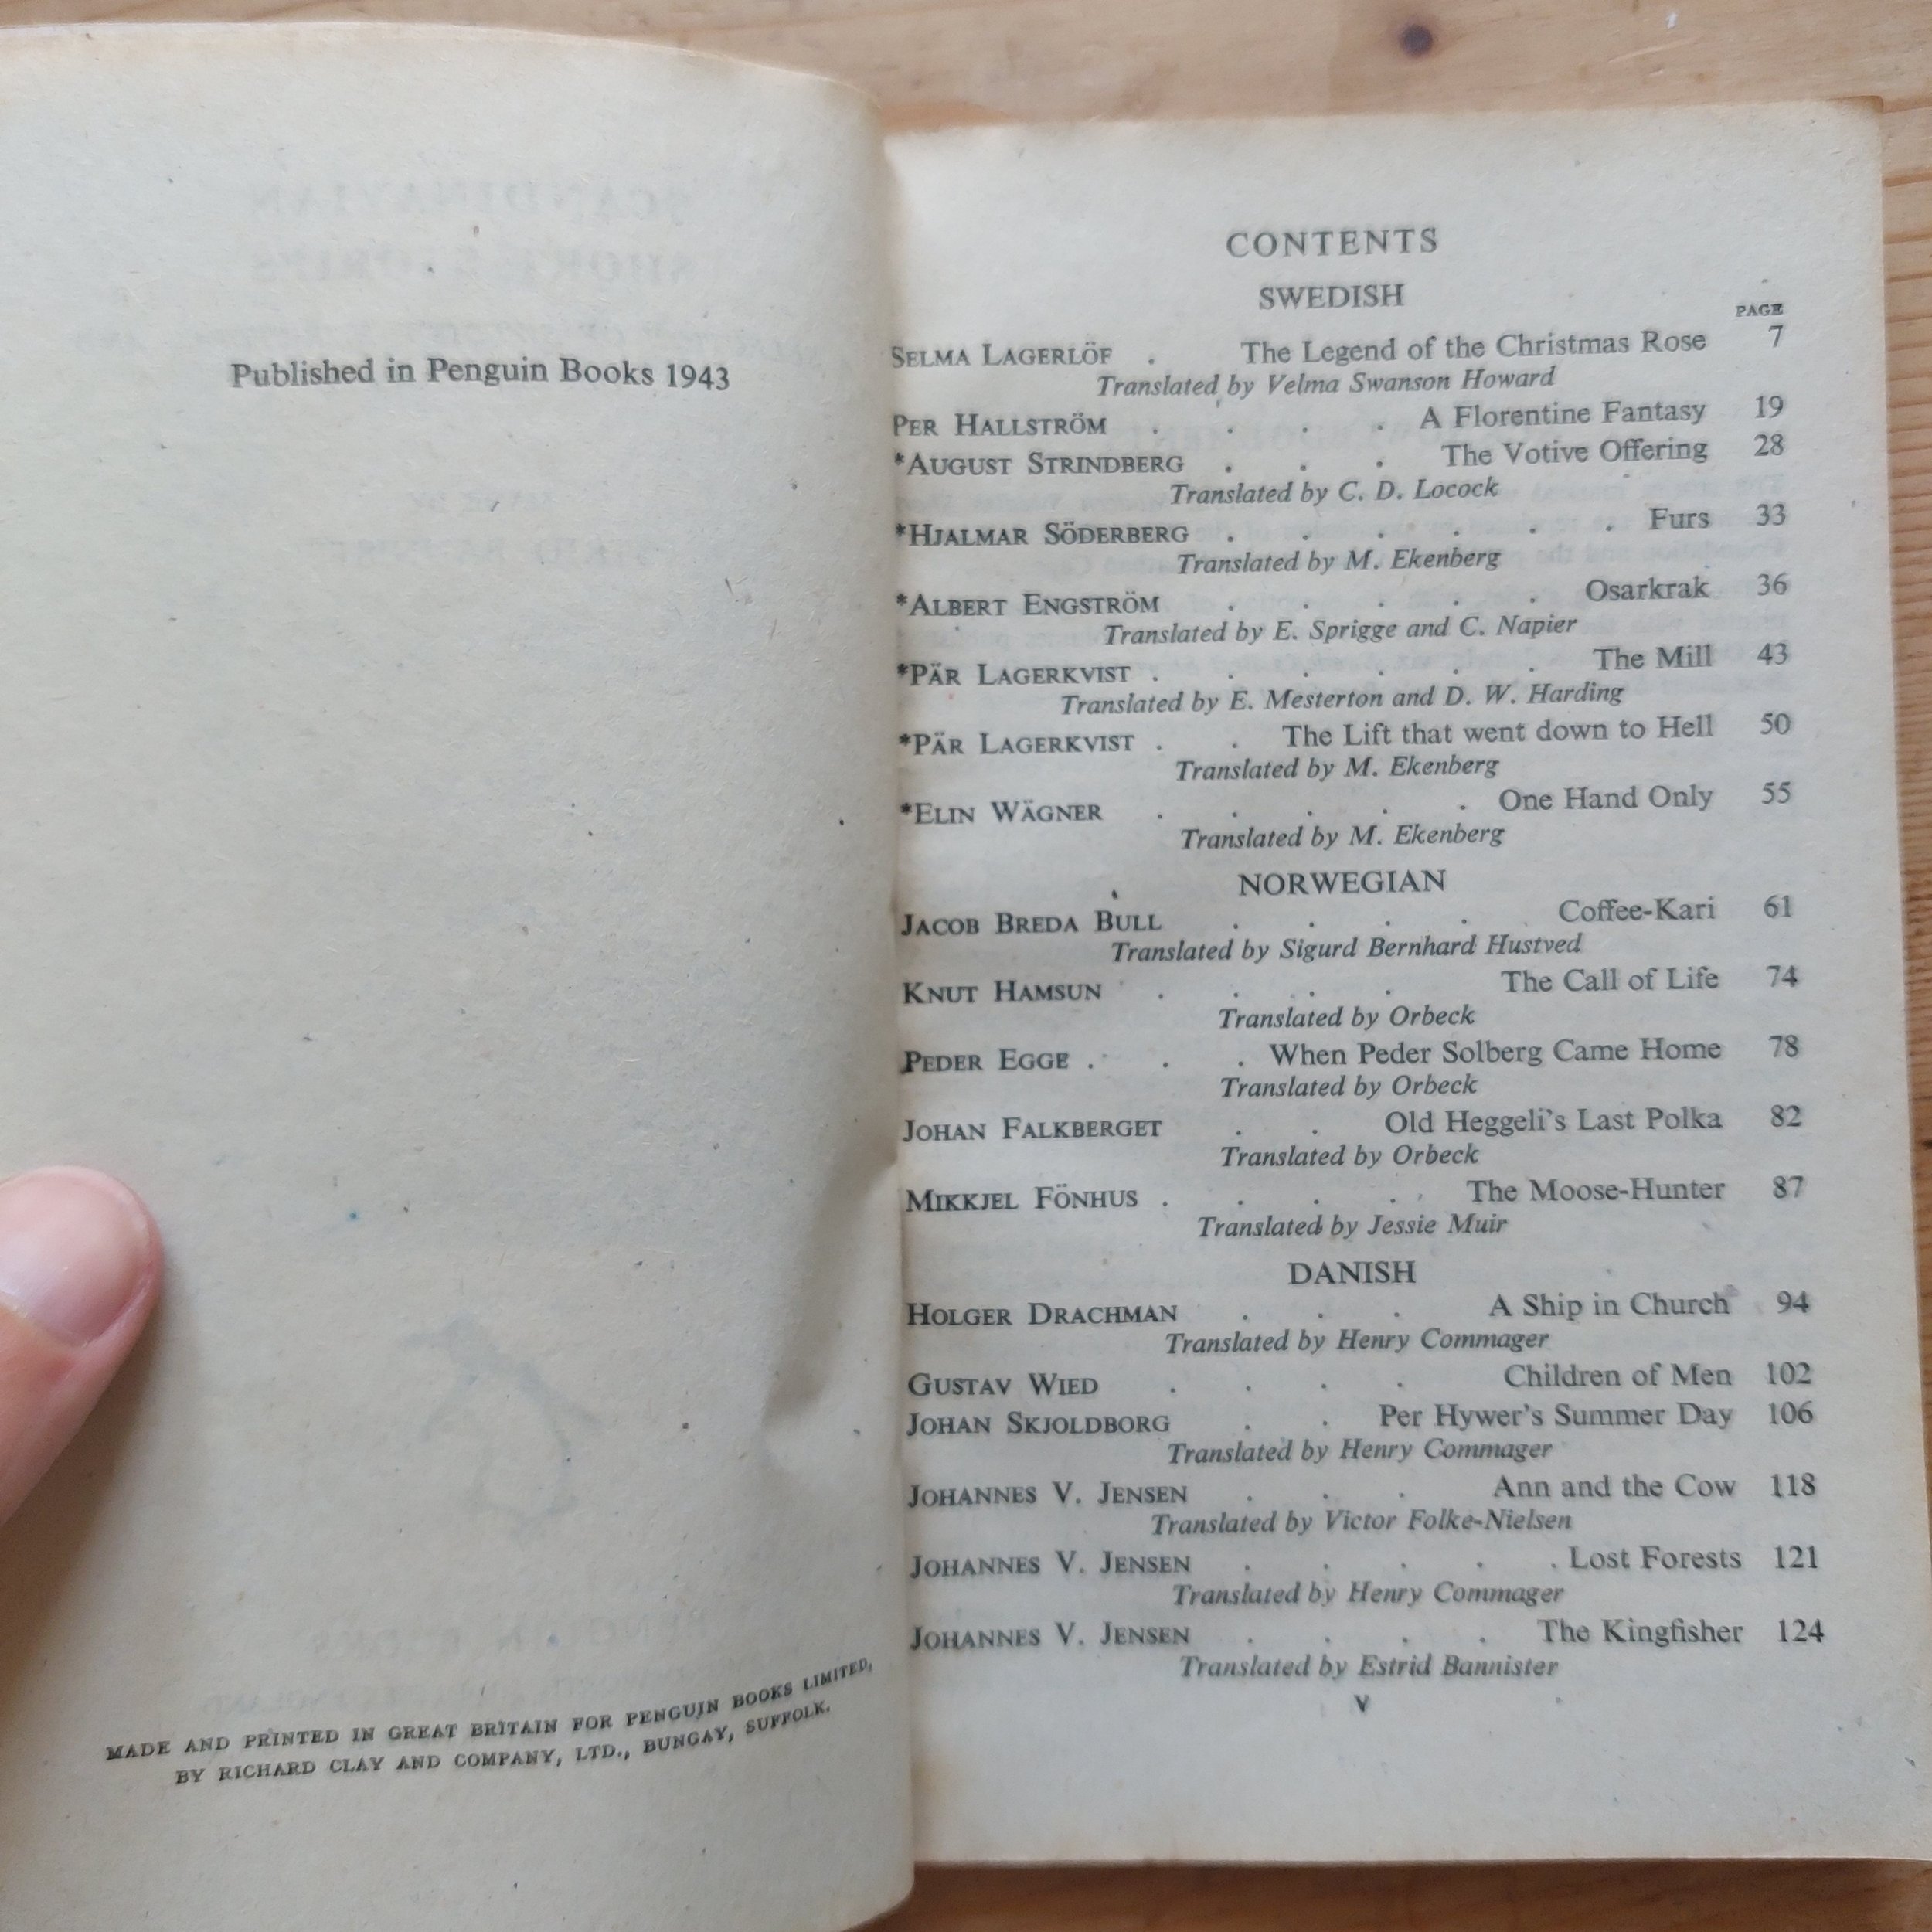 Published in Penguin Books 1943
MADE AND PRINTED IN GREAT BRITAIN FOR PENGUIN BOOKS LIMITED,
BY RICHARD CLAY AND COMPANY, LTD., BUNGAY, SUFFOLK.
CONTENTS
SWEDISH
PAGE
SELMA LAGERLÖF . The Legend of the Christmas Rose 7
Translated by Velma Swanson Howard
PER HALLSTRÖM . . . . A Florentine Fantasy 19
*AUGUST STRINDBERG . . . The Votive Offering 28
Translated by C. D. Locock
*HJALMAR SÖDERBERG . . . . . . Furs 33
Translated by M. Ekenberg
*ALBERT ENGSTRÖM . . . . . Osarkrak 36
Translated by E. Sprigge and C. Napier
*PÄR LAGERKVIST . . . . . . The Mill 43
Translated by E. Mesterton and D. W. Harding
*PÄR LAGERKVIST . . The Lift that went down to Hell 50
Translated by M. Ekenberg
*ELIN WÄGNER . . . . . One Hand Only 55
Translated by M. Ekenberg
NORWEGIAN
JACOB BREDA BULL . . . . Coffee-Kari 61
Translated by Sigurd Bernhard Hustved
KNUT HAMSUN . . . . The Call of Life 74
Translated by Orbeck
PEDER EGGE . . . When Peder Solberg Came Home 78
Translated by Orbeck
JOHAN FALKBERGET . . Old Heggeli's Last Polka 82
Translated by Orbeck
MIKKJEL FÖNHUS . . . . The Moose-Hunter 87
Translated by Jessie Muir
DANISH
HOLGER DRACHMAN . . . A Ship in Church 94
Translated by Henry Commager
GUSTAV WIED . . . . Children of Men 102
JOHAN SKJOLDBORG . . Per Hywer's Summer Day 106
Translated by Henry Commager
JOHANNES V. JENSEN . . . Ann and the Cow 118
Translated by Victor Folke-Nielsen
JOHANNES V. JENSEN . . . . . Lost Forests 121
Translated by Henry Commager
JOHANNES V. JENSEN . . . . The Kingfisher 124
Translated by Estrid Bannister
V